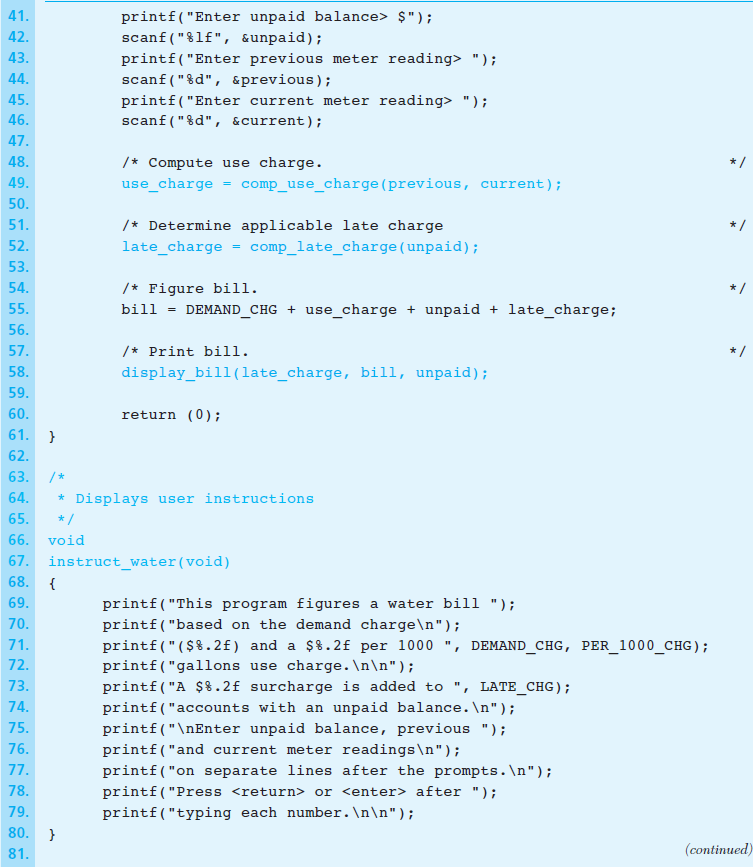 41. printf("Enter unpaid balance> $");
42. scanf("%lf", &unpaid);
43. printf("Enter previous meter reading> ");
44. scanf("%d", &previous);
45. printf("Enter current meter reading> ");
46. scanf("%d", &current);
47.
48. /* Compute use charge. */
49. use_charge = comp_use_charge(previous, current);
50.
51. /* Determine applicable late charge */
52. late_charge = comp_late_charge(unpaid);
53.
54. /* Figure bill. */
55. bill = DEMAND_CHG + use_charge + unpaid + late_charge;
56.
57. /* Print bill. */
58. display_bill(late_charge, bill, unpaid);
59.
60. return (0);
61. }
62.
63. /*
64. * Displays user instructions
65. */
66. void
67. instruct_water(void)
68. {
69. printf("This program figures a water bill ");
70. printf("based on the demand charge\n");
71. printf("($%.2f) and a $%.2f per 1000 ", DEMAND_CHG, PER_1000_CHG);
72. printf("gallons use charge.\n\n");
73. printf("A $%.2f surcharge is added to ", LATE_CHG);
74. printf("accounts with an unpaid balance.\n");
75. printf("\nEnter unpaid balance, previous ");
76. printf("and current meter readings\n");
77. printf("on separate lines after the prompts.\n");
78. printf("Press <return> or <enter> after ");
79. printf("typing each number.\n\n");
80. }
81.
(continued)